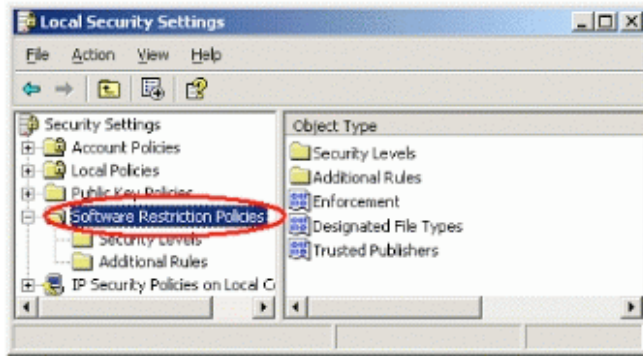 Local Security Settings
File Action View Help
Security Settings
Account Policies
Local Policies
Public Key Policies
Software Restriction Policies
Security Levels
Additional Rules
IP Security Policies on Local C
Object Type
Security Levels
Additional Rules
Enforcement
Designated File Types
Trusted Publishers